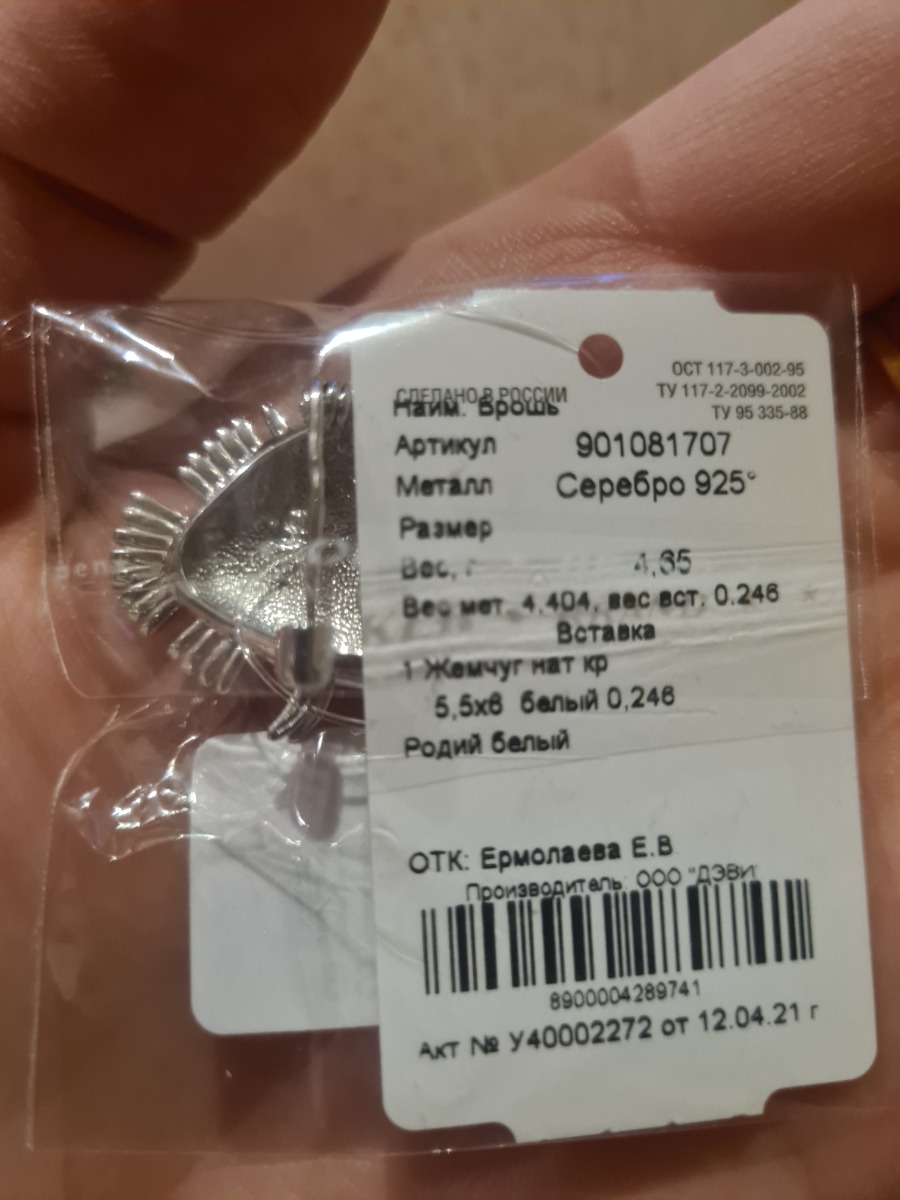 ОСТ 117-3-002-95
ТУ 117-2-2099-2002
ТУ 95 335-88
СДЕЛАНО В РОССИИ
Наим. Брошь
Артикул 901081707
Металл Серебро 925°
Размер
Вес, г 4,65
Вес мет. 4.404, вес вст. 0.246
Вставка
1 Жемчуг нат кр
5,5х6 белый 0,246
Родий белый
ОТК: Ермолаева Е.В
Производитель: ООО "ДЭВИ"
8900004289741
Акт № У40002272 от 12.04.21 г